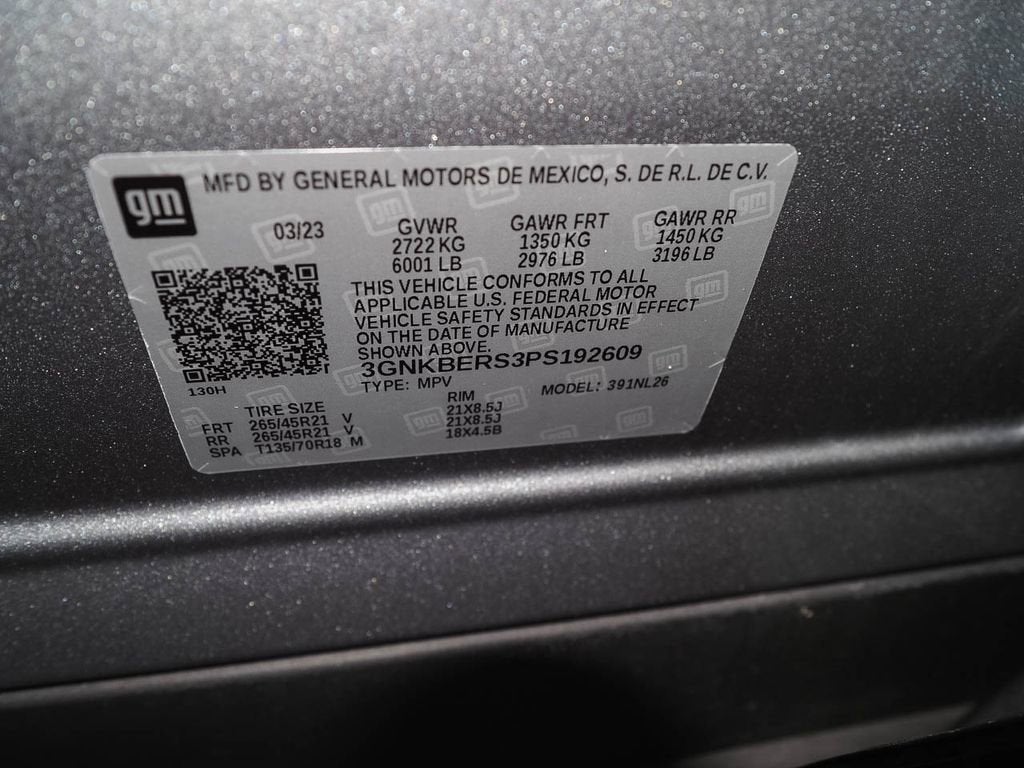 gm
MFD BY GENERAL MOTORS DE MEXICO, S. DE R.L. DE C.V.
03/23 GVWR GAWR FRT GAWR RR
2722 KG 1350 KG 1450 KG
6001 LB 2976 LB 3196 LB
THIS VEHICLE CONFORMS TO ALL
APPLICABLE U.S. FEDERAL MOTOR
VEHICLE SAFETY STANDARDS IN EFFECT
ON THE DATE OF MANUFACTURE
SHOWN ABOVE.
3GNKBERS3PS192609
130H TYPE: MPV MODEL: 391NL26
TIRE SIZE RIM
FRT 265/45R21 V 21X8.5J
RR 265/45R21 V 21X8.5J
SPA T135/70R18 M 18X4.5B